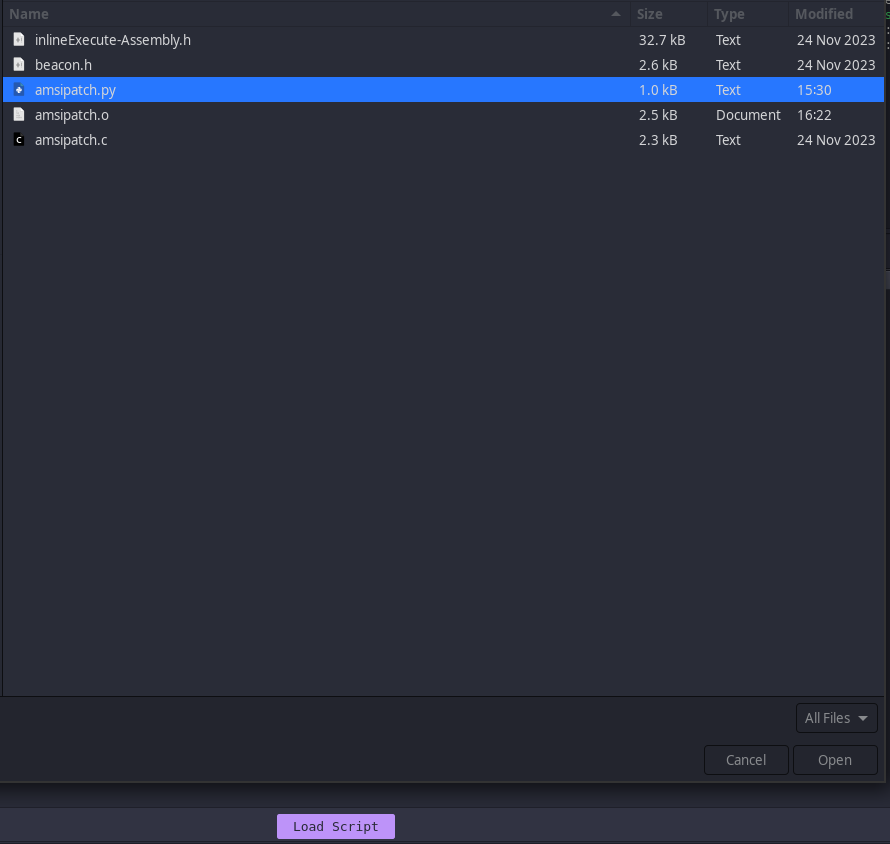 Name Size Type Modified
inlineExecute-Assembly.h 32.7 kB Text 24 Nov 2023
beacon.h 2.6 kB Text 24 Nov 2023
amsipatch.py 1.0 kB Text 15:30
amsipatch.o 2.5 kB Document 16:22
amsipatch.c 2.3 kB Text 24 Nov 2023
All Files
Cancel Open
Load Script